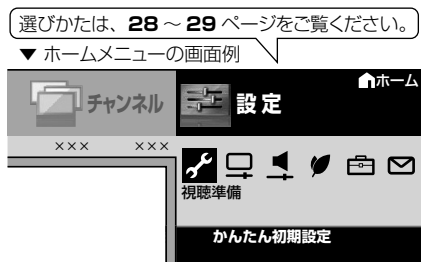 選びかたは、28～29ページをご覧ください。
▼ ホームメニューの画面例
ホーム
チャンネル
設定
××× ×××
視聴準備
かんたん初期設定